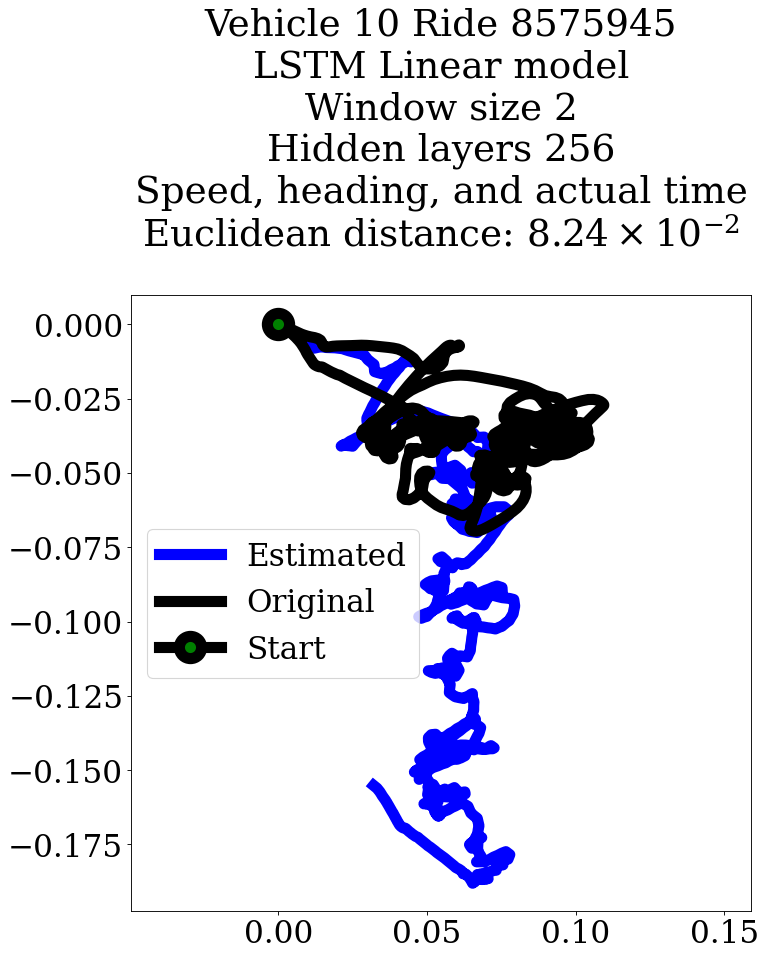 Vehicle 10 Ride 8575945
LSTM Linear model
Window size 2
Hidden layers 256
Speed, heading, and actual time
Euclidean distance: 8.24 × 10⁻²
0.000
−0.025
−0.050
−0.075
−0.100
−0.125
−0.150
−0.175
Estimated
Original
Start
0.00 0.05 0.10 0.15